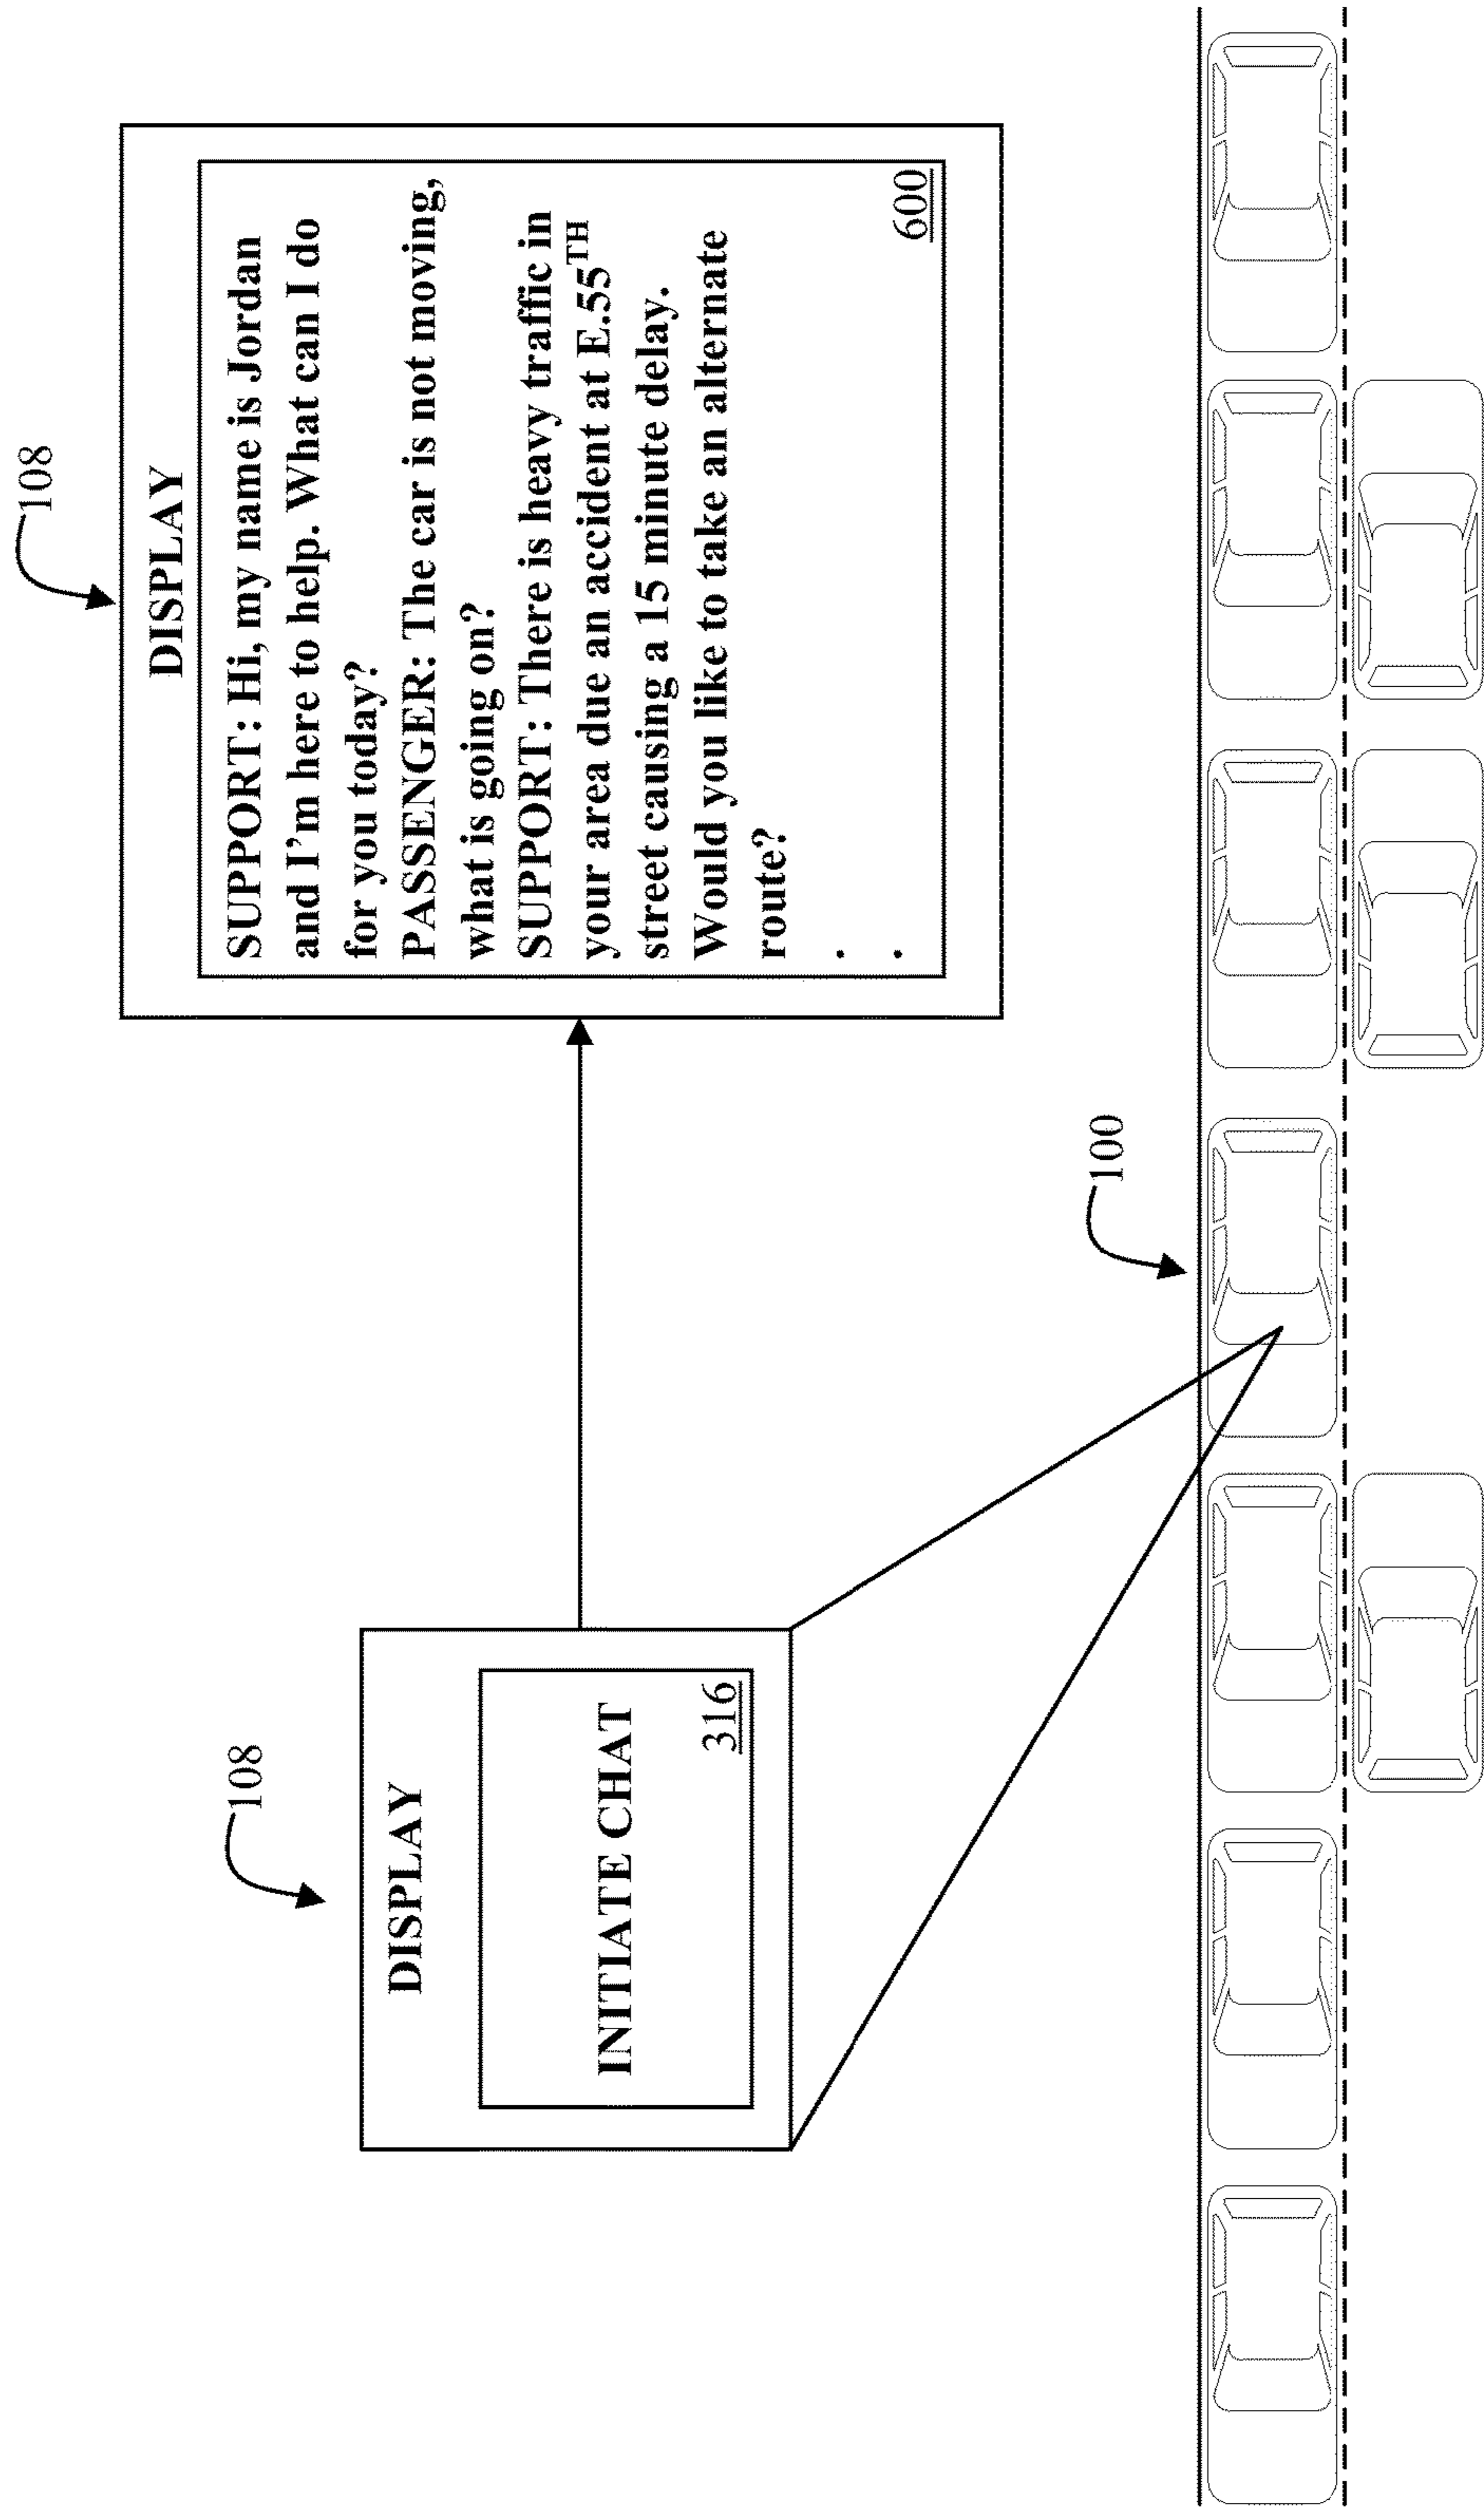 108
DISPLAY
SUPPORT: Hi, my name is Jordan
and I'm here to help. What can I do
for you today?
PASSENGER: The car is not moving,
what is going on?
SUPPORT: There is heavy traffic in
your area due an accident at E.55TH
street causing a 15 minute delay.
Would you like to take an alternate
route?
.
.
600
108
DISPLAY
INITIATE CHAT
316
100